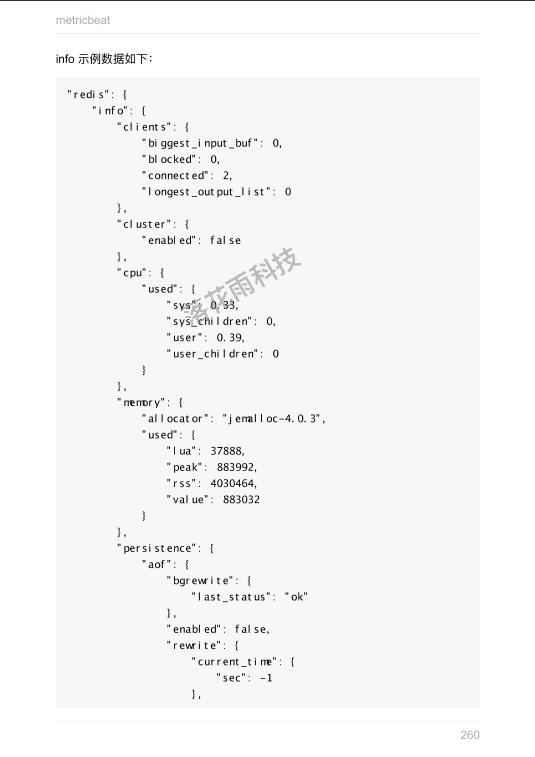 metricbeat
info 示例数据如下：
"redis": {
    "info": {
        "clients": {
            "biggest_input_buf": 0,
            "blocked": 0,
            "connected": 2,
            "longest_output_list": 0
        },
        "cluster": {
            "enabled": false
        },
        "cpu": {
            "used": {
                "sys": 0.33,
                "sys_children": 0,
                "user": 0.39,
                "user_children": 0
            }
        },
        "memory": {
            "allocator": "jemalloc-4.0.3",
            "used": {
                "lua": 37888,
                "peak": 883992,
                "rss": 4030464,
                "value": 883032
            }
        },
        "persistence": {
            "aof": {
                "bgrewrite": {
                    "last_status": "ok"
                },
                "enabled": false,
                "rewrite": {
                    "current_time": {
                        "sec": -1
                    },
落花雨科技
260